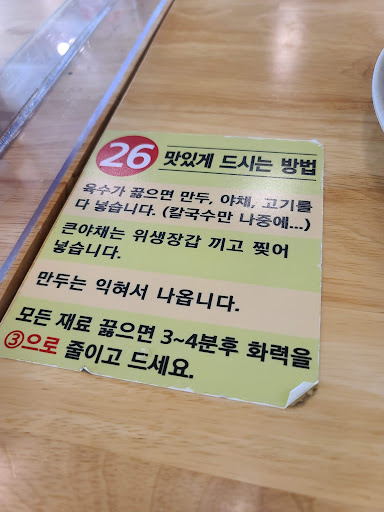 26 맛있게 드시는 방법
육수가 끓으면 만두, 야채, 고기를
다 넣습니다. (칼국수만 나중에...)
큰야채는 위생장갑 끼고 찢어
넣습니다.
만두는 익혀서 나옵니다.
모든 재료 끓으면 3~4분후 화력을
③으로 줄이고 드세요.